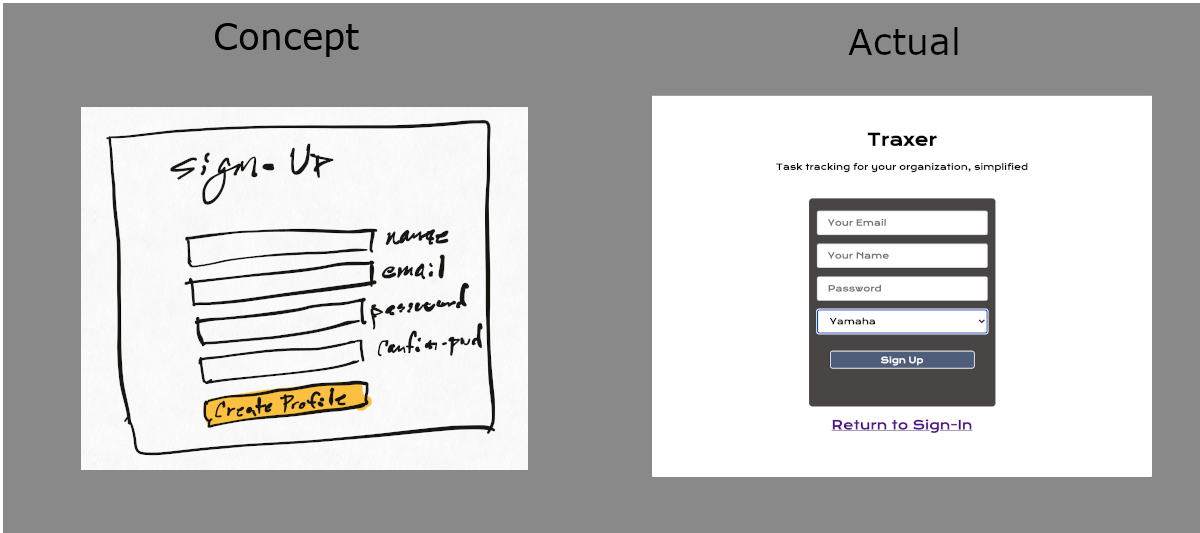 Concept
Sign-Up
name
email
password
confirm-pwd
Create Profile
Actual
Traxer
Task tracking for your organization, simplified
Your Email
Your Name
Password
Yamaha
Sign Up
Return to Sign-In